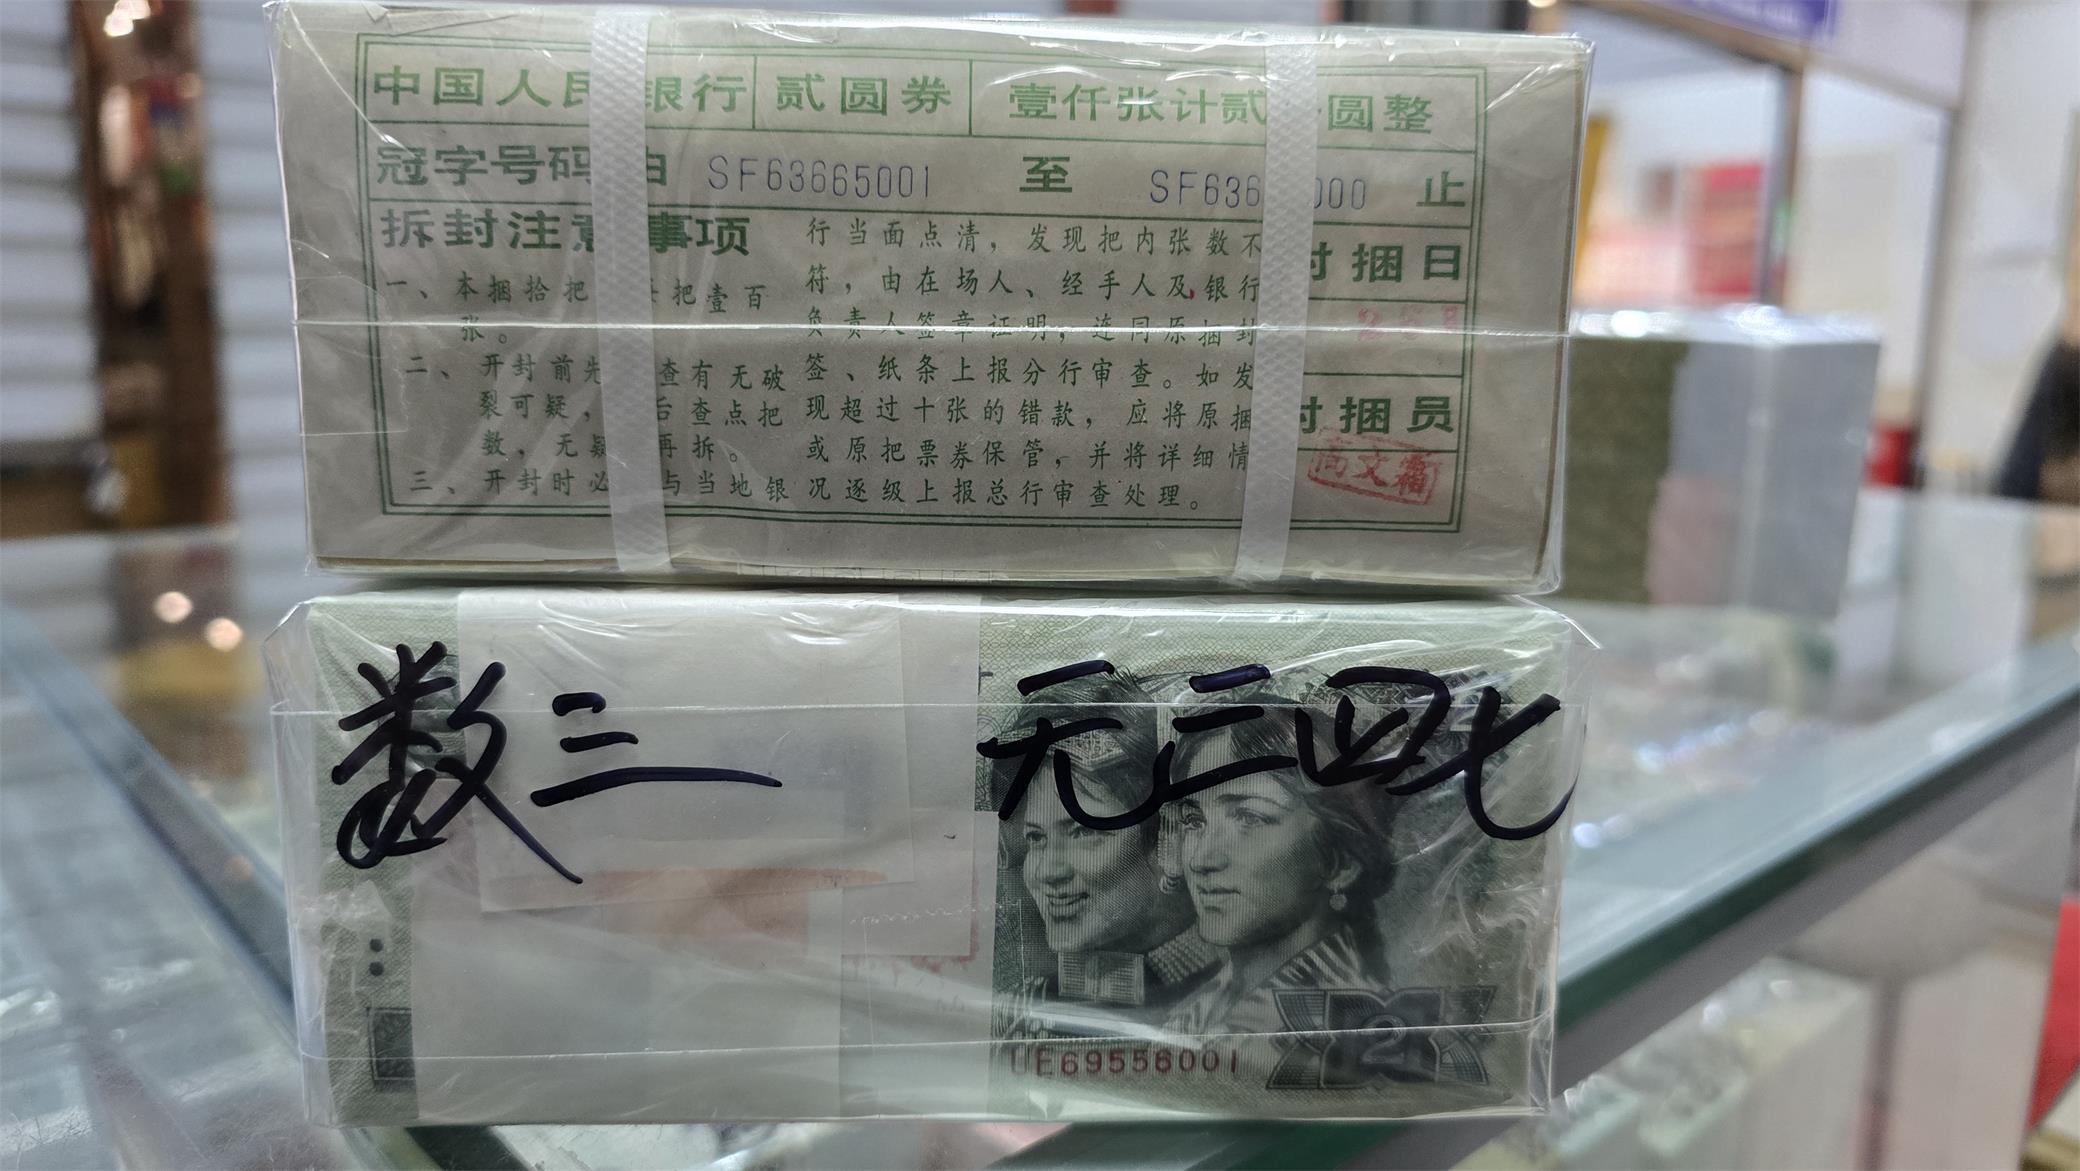 中国人民银行 贰圆券 壹仟张计贰 圆整
冠字号码由 SF63665001 至 SF636 000 止
拆封注意事项
一、本捆拾把 把壹百
张。
二、开封前先 查有无破
裂可疑， 后查点把
数，无疑 再拆。
三、开封时必 与当地银
行当面点清，发现把内张数不
符，由在场人、经手人及银行
负责人签章证明，连同原捆封
签、纸条上报分行审查。如发
现超过十张的错款，应将原捆
或原把票券保管，并将详细情
况逐级上报总行审查处理。
封捆日
封捆员
尚文福
数三 无三四七
2
UE69556001